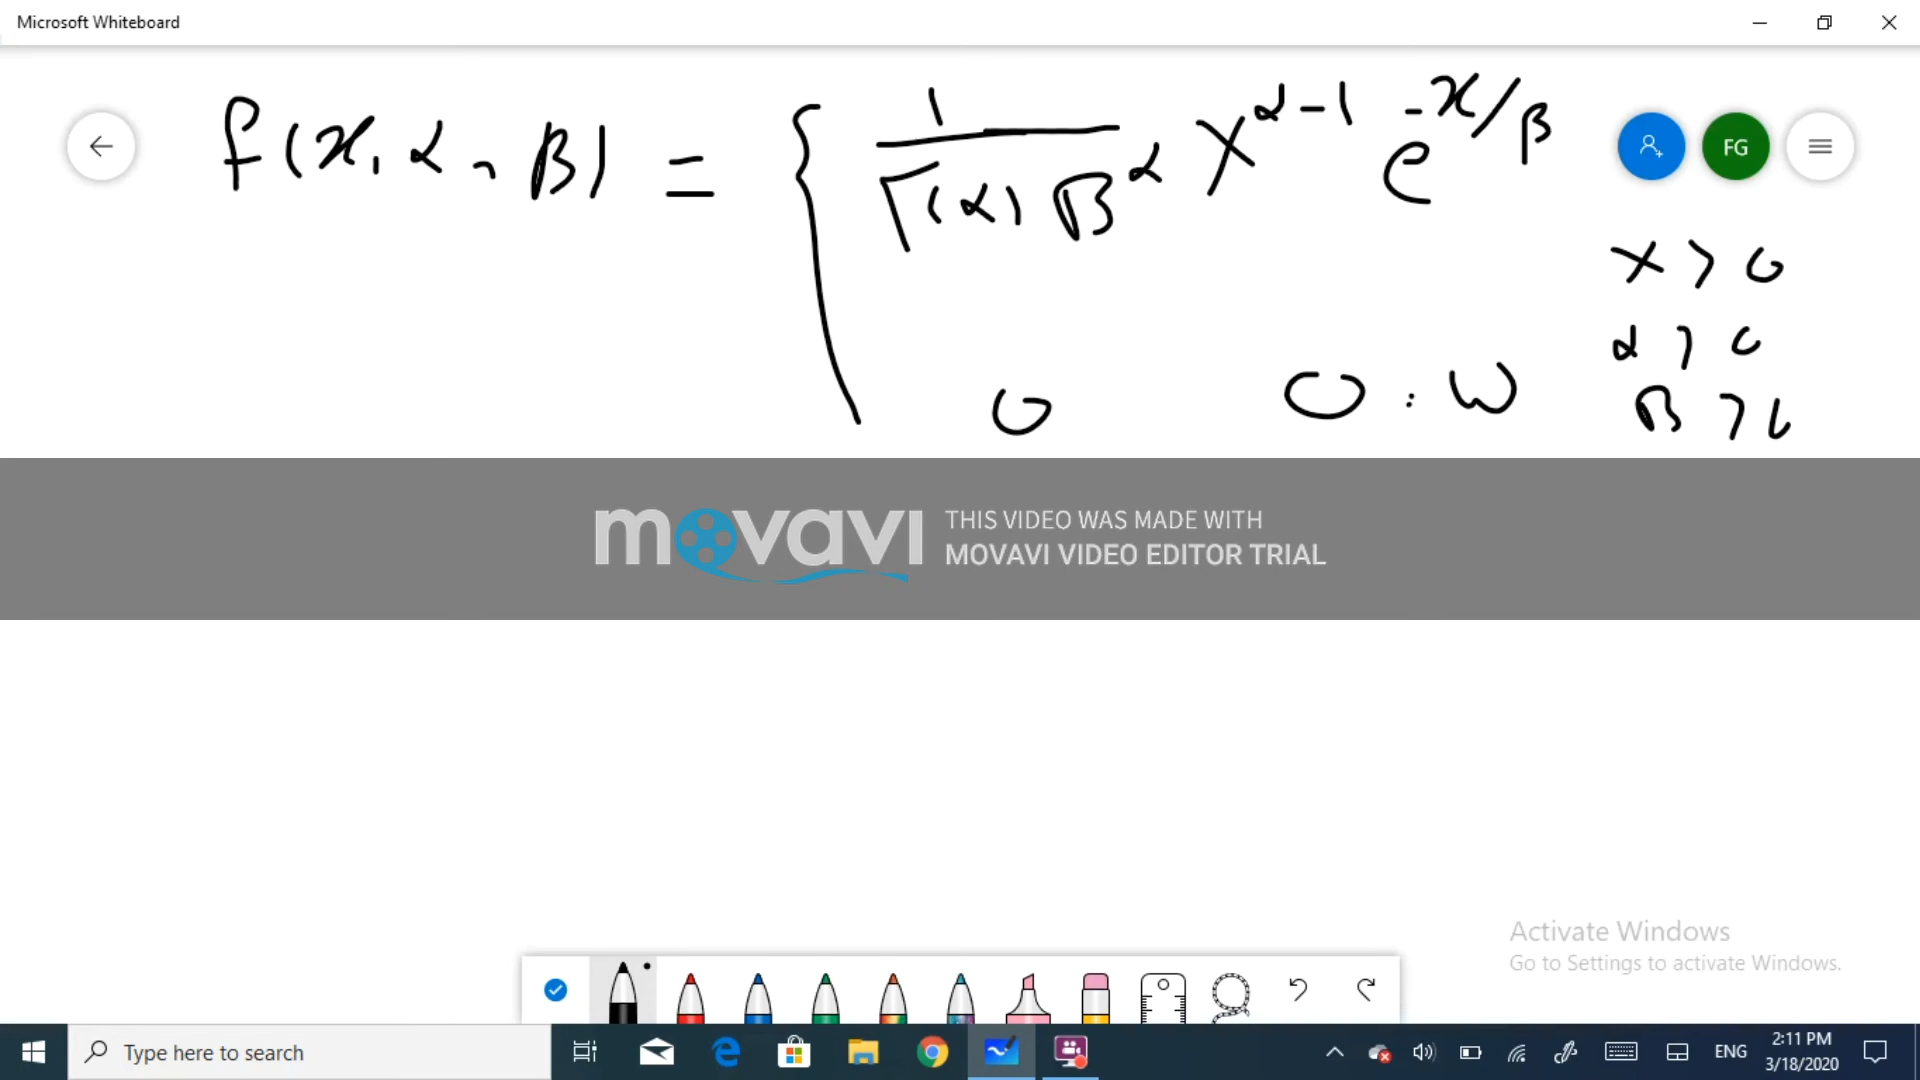 Microsoft Whiteboard
f(x, α, β) = { 1 / Γ(α) β^α x^α-1 e^-x/β
FG
x > 0
α > 0
0 O.W β > 0
movavi THIS VIDEO WAS MADE WITH
MOVAVI VIDEO EDITOR TRIAL
Activate Windows
Go to Settings to activate Windows.
Type here to search
ENG
2:11 PM
3/18/2020